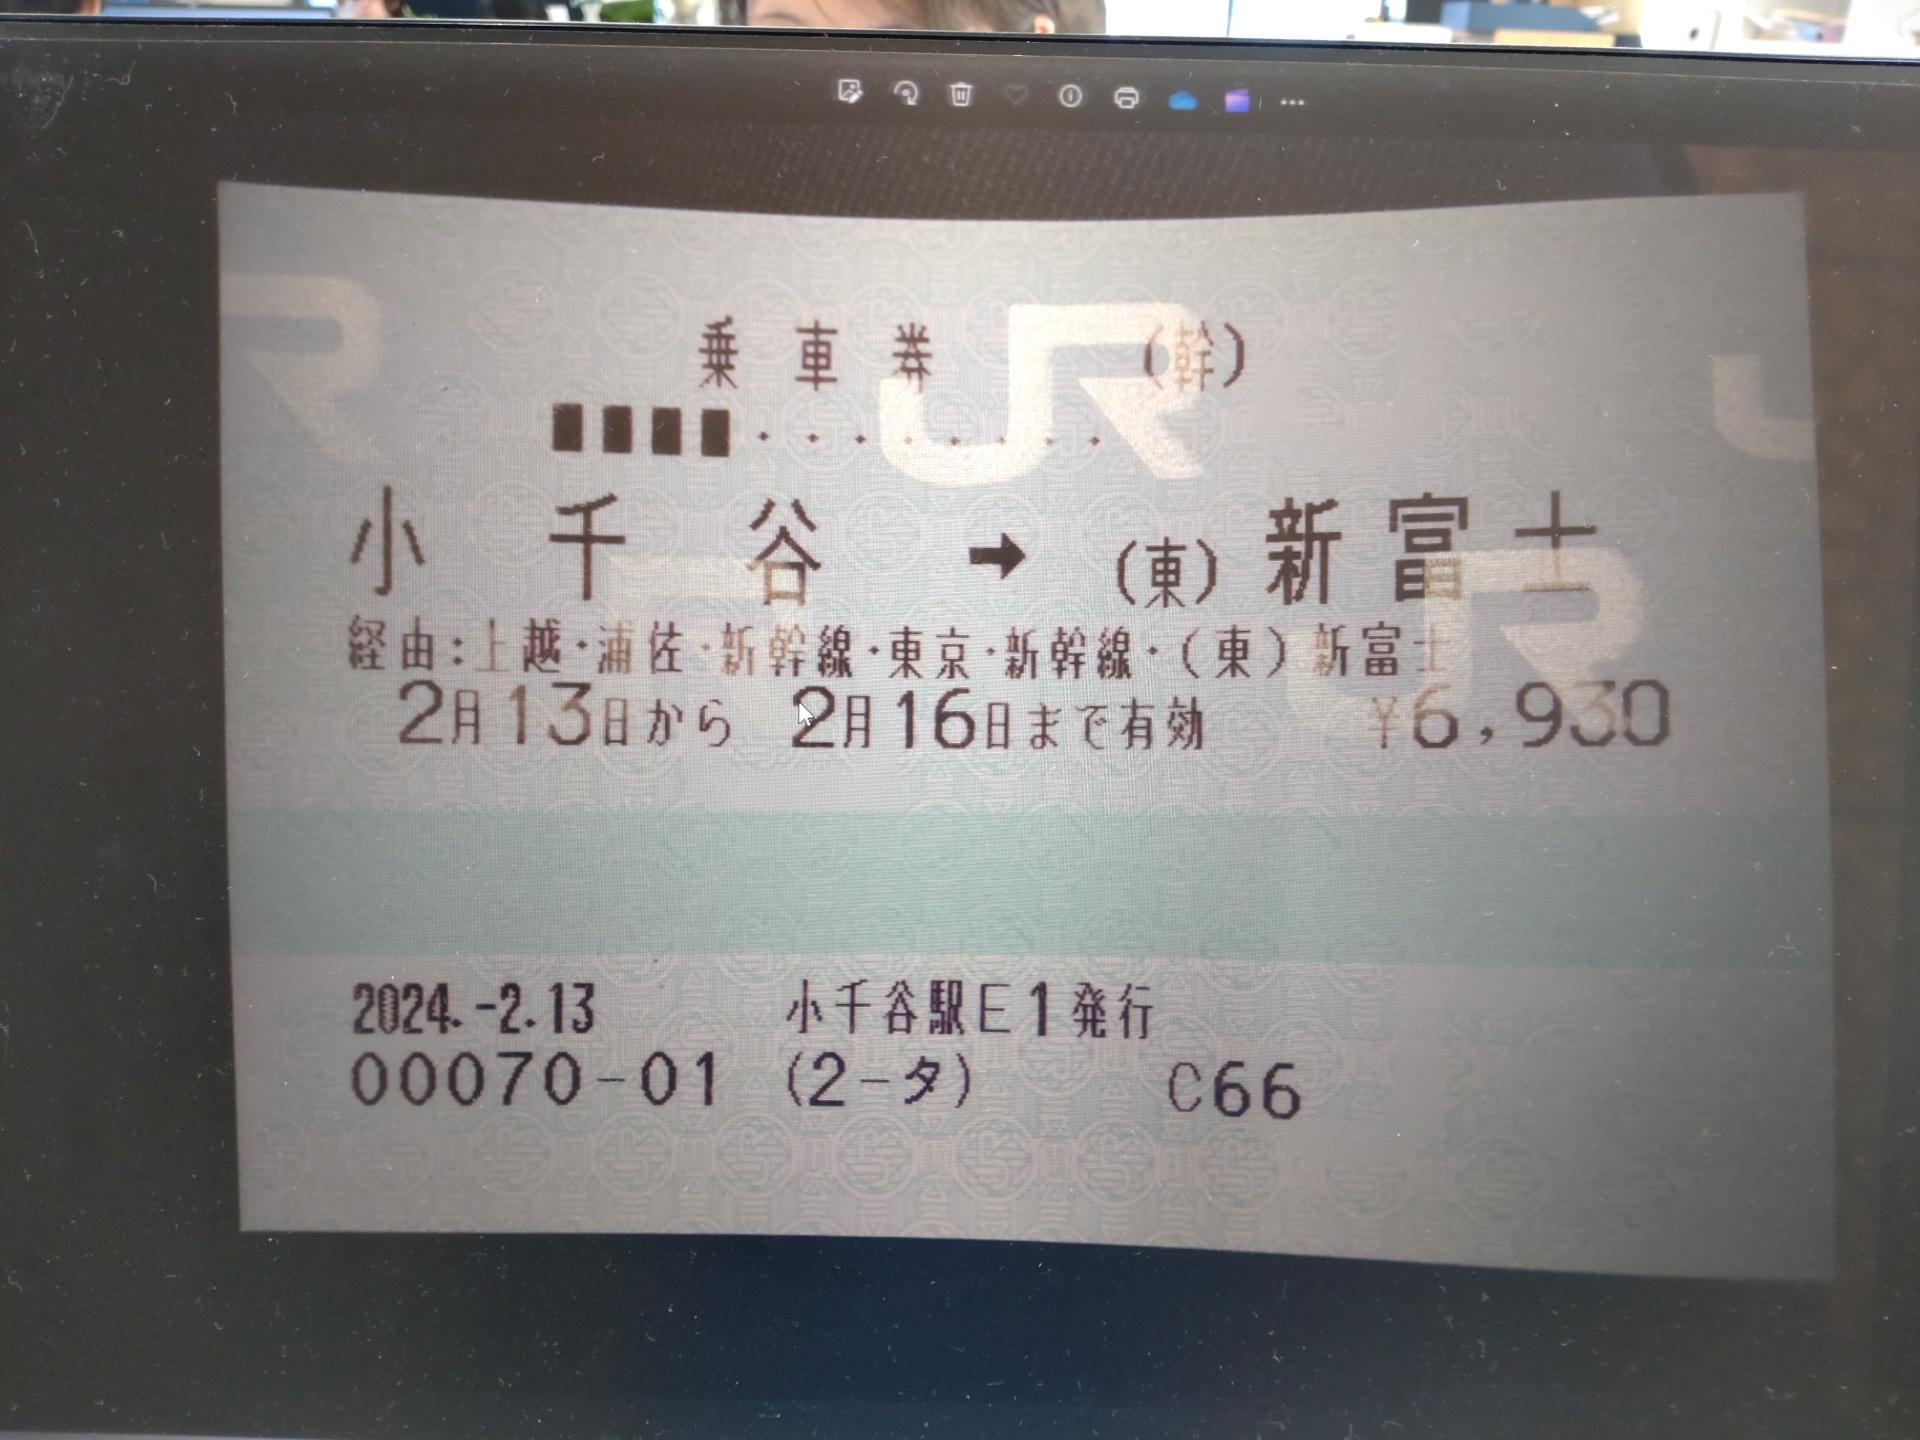 乗車券 (幹)
小千谷 → (東)新富士
経由:上越・浦佐・新幹線・東京・新幹線・(東)新富士
2月13日から 2月16日まで有効 ¥6,930
2024.-2.13 小千谷駅E1発行
00070-01 (2-タ) C66
JR